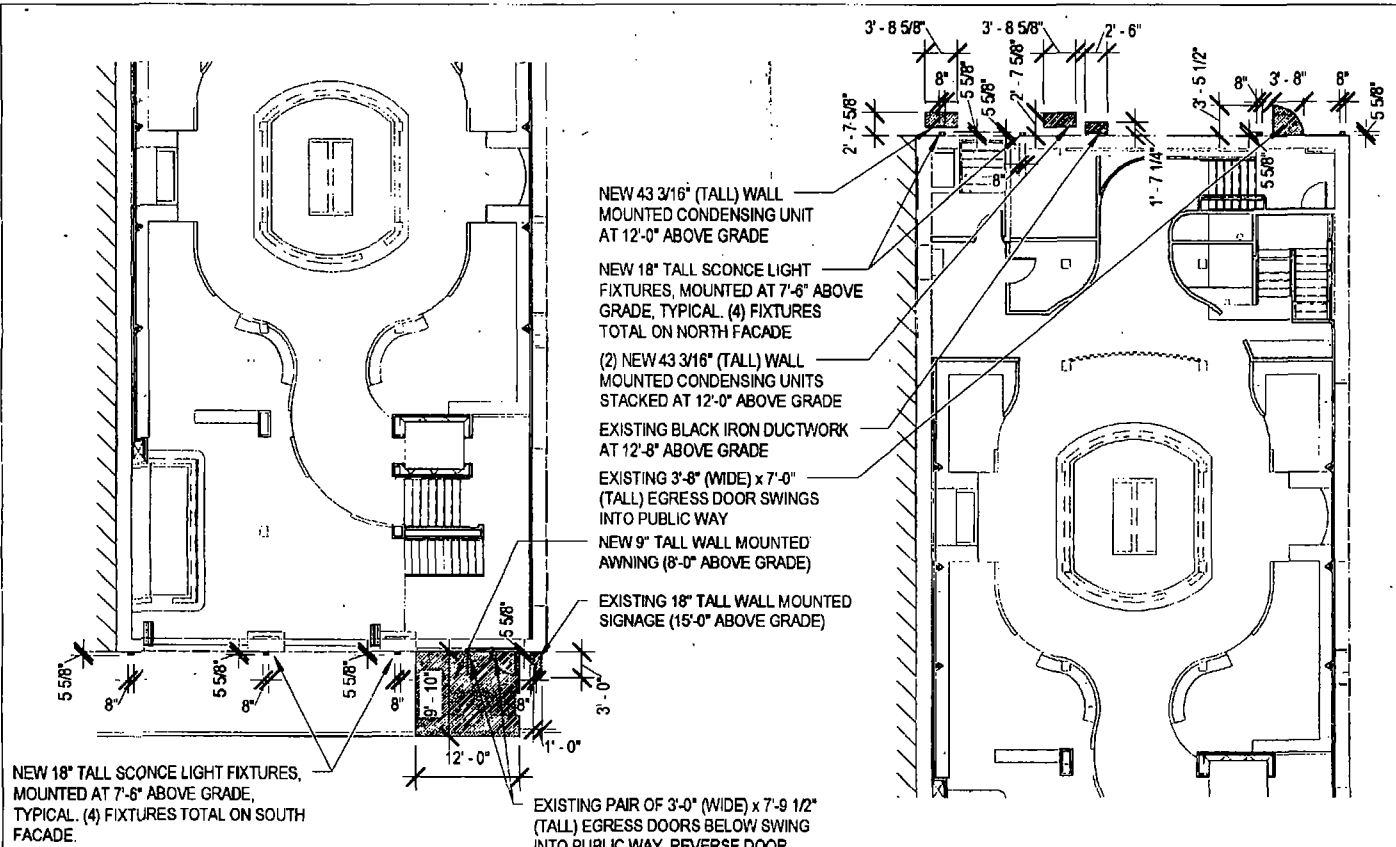 3' - 8 5/8"
3' - 8 5/8"
2' - 6"
8"
5 5/8"
5 5/8"
2' - 7 5/8"
2' - 7 5/8"
3' - 5 1/2"
8"
3' - 8"
8"
5 5/8"
8"
1' - 7 1/4"
5 5/8"
NEW 43 3/16" (TALL) WALL
MOUNTED CONDENSING UNIT
AT 12'-0" ABOVE GRADE
NEW 18" TALL SCONCE LIGHT
FIXTURES, MOUNTED AT 7'-6" ABOVE
GRADE, TYPICAL. (4) FIXTURES
TOTAL ON NORTH FACADE
(2) NEW 43 3/16" (TALL) WALL
MOUNTED CONDENSING UNITS
STACKED AT 12'-0" ABOVE GRADE
EXISTING BLACK IRON DUCTWORK
AT 12'-8" ABOVE GRADE
EXISTING 3'-8" (WIDE) x 7'-0"
(TALL) EGRESS DOOR SWINGS
INTO PUBLIC WAY
NEW 9" TALL WALL MOUNTED
AWNING (8'-0" ABOVE GRADE)
EXISTING 18" TALL WALL MOUNTED
SIGNAGE (15'-0" ABOVE GRADE)
5 5/8"
8"
5 5/8"
8"
5 5/8"
8"
9' - 10"
5 5/8"
8"
3' - 0"
1' - 0"
12' - 0"
NEW 18" TALL SCONCE LIGHT FIXTURES,
MOUNTED AT 7'-6" ABOVE GRADE,
TYPICAL. (4) FIXTURES TOTAL ON SOUTH
FACADE.
EXISTING PAIR OF 3'-0" (WIDE) x 7'-9 1/2"
(TALL) EGRESS DOORS BELOW SWING
INTO PUBLIC WAY. REVERSE DOOR